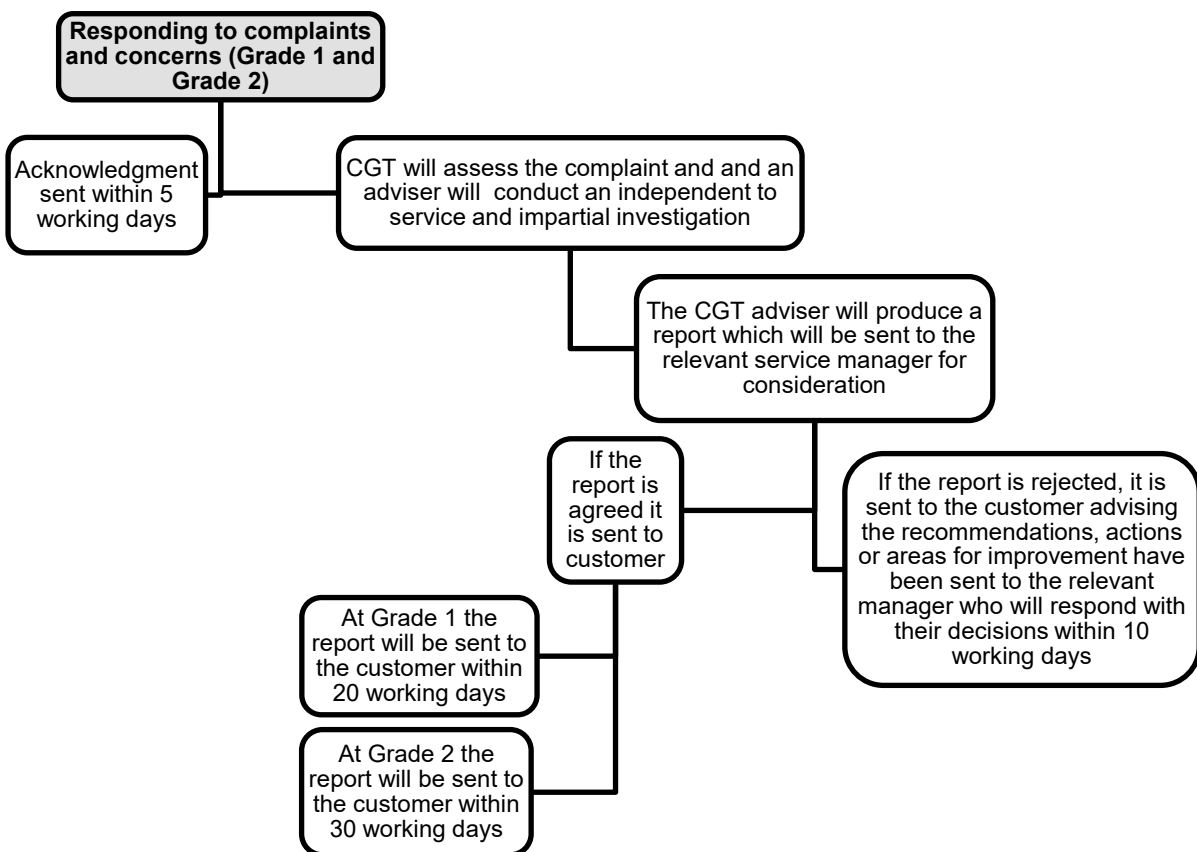 Responding to complaints
and concerns (Grade 1 and
Grade 2)
Acknowledgment
sent within 5
working days
CGT will assess the complaint and and an
adviser will conduct an independent to
service and impartial investigation
The CGT adviser will produce a
report which will be sent to the
relevant service manager for
consideration
If the
report is
agreed it
is sent to
customer
If the report is rejected, it is
sent to the customer advising
the recommendations, actions
or areas for improvement have
been sent to the relevant
manager who will respond with
their decisions within 10
working days
At Grade 1 the
report will be sent to
the customer within
20 working days
At Grade 2 the
report will be sent to
the customer within
30 working days